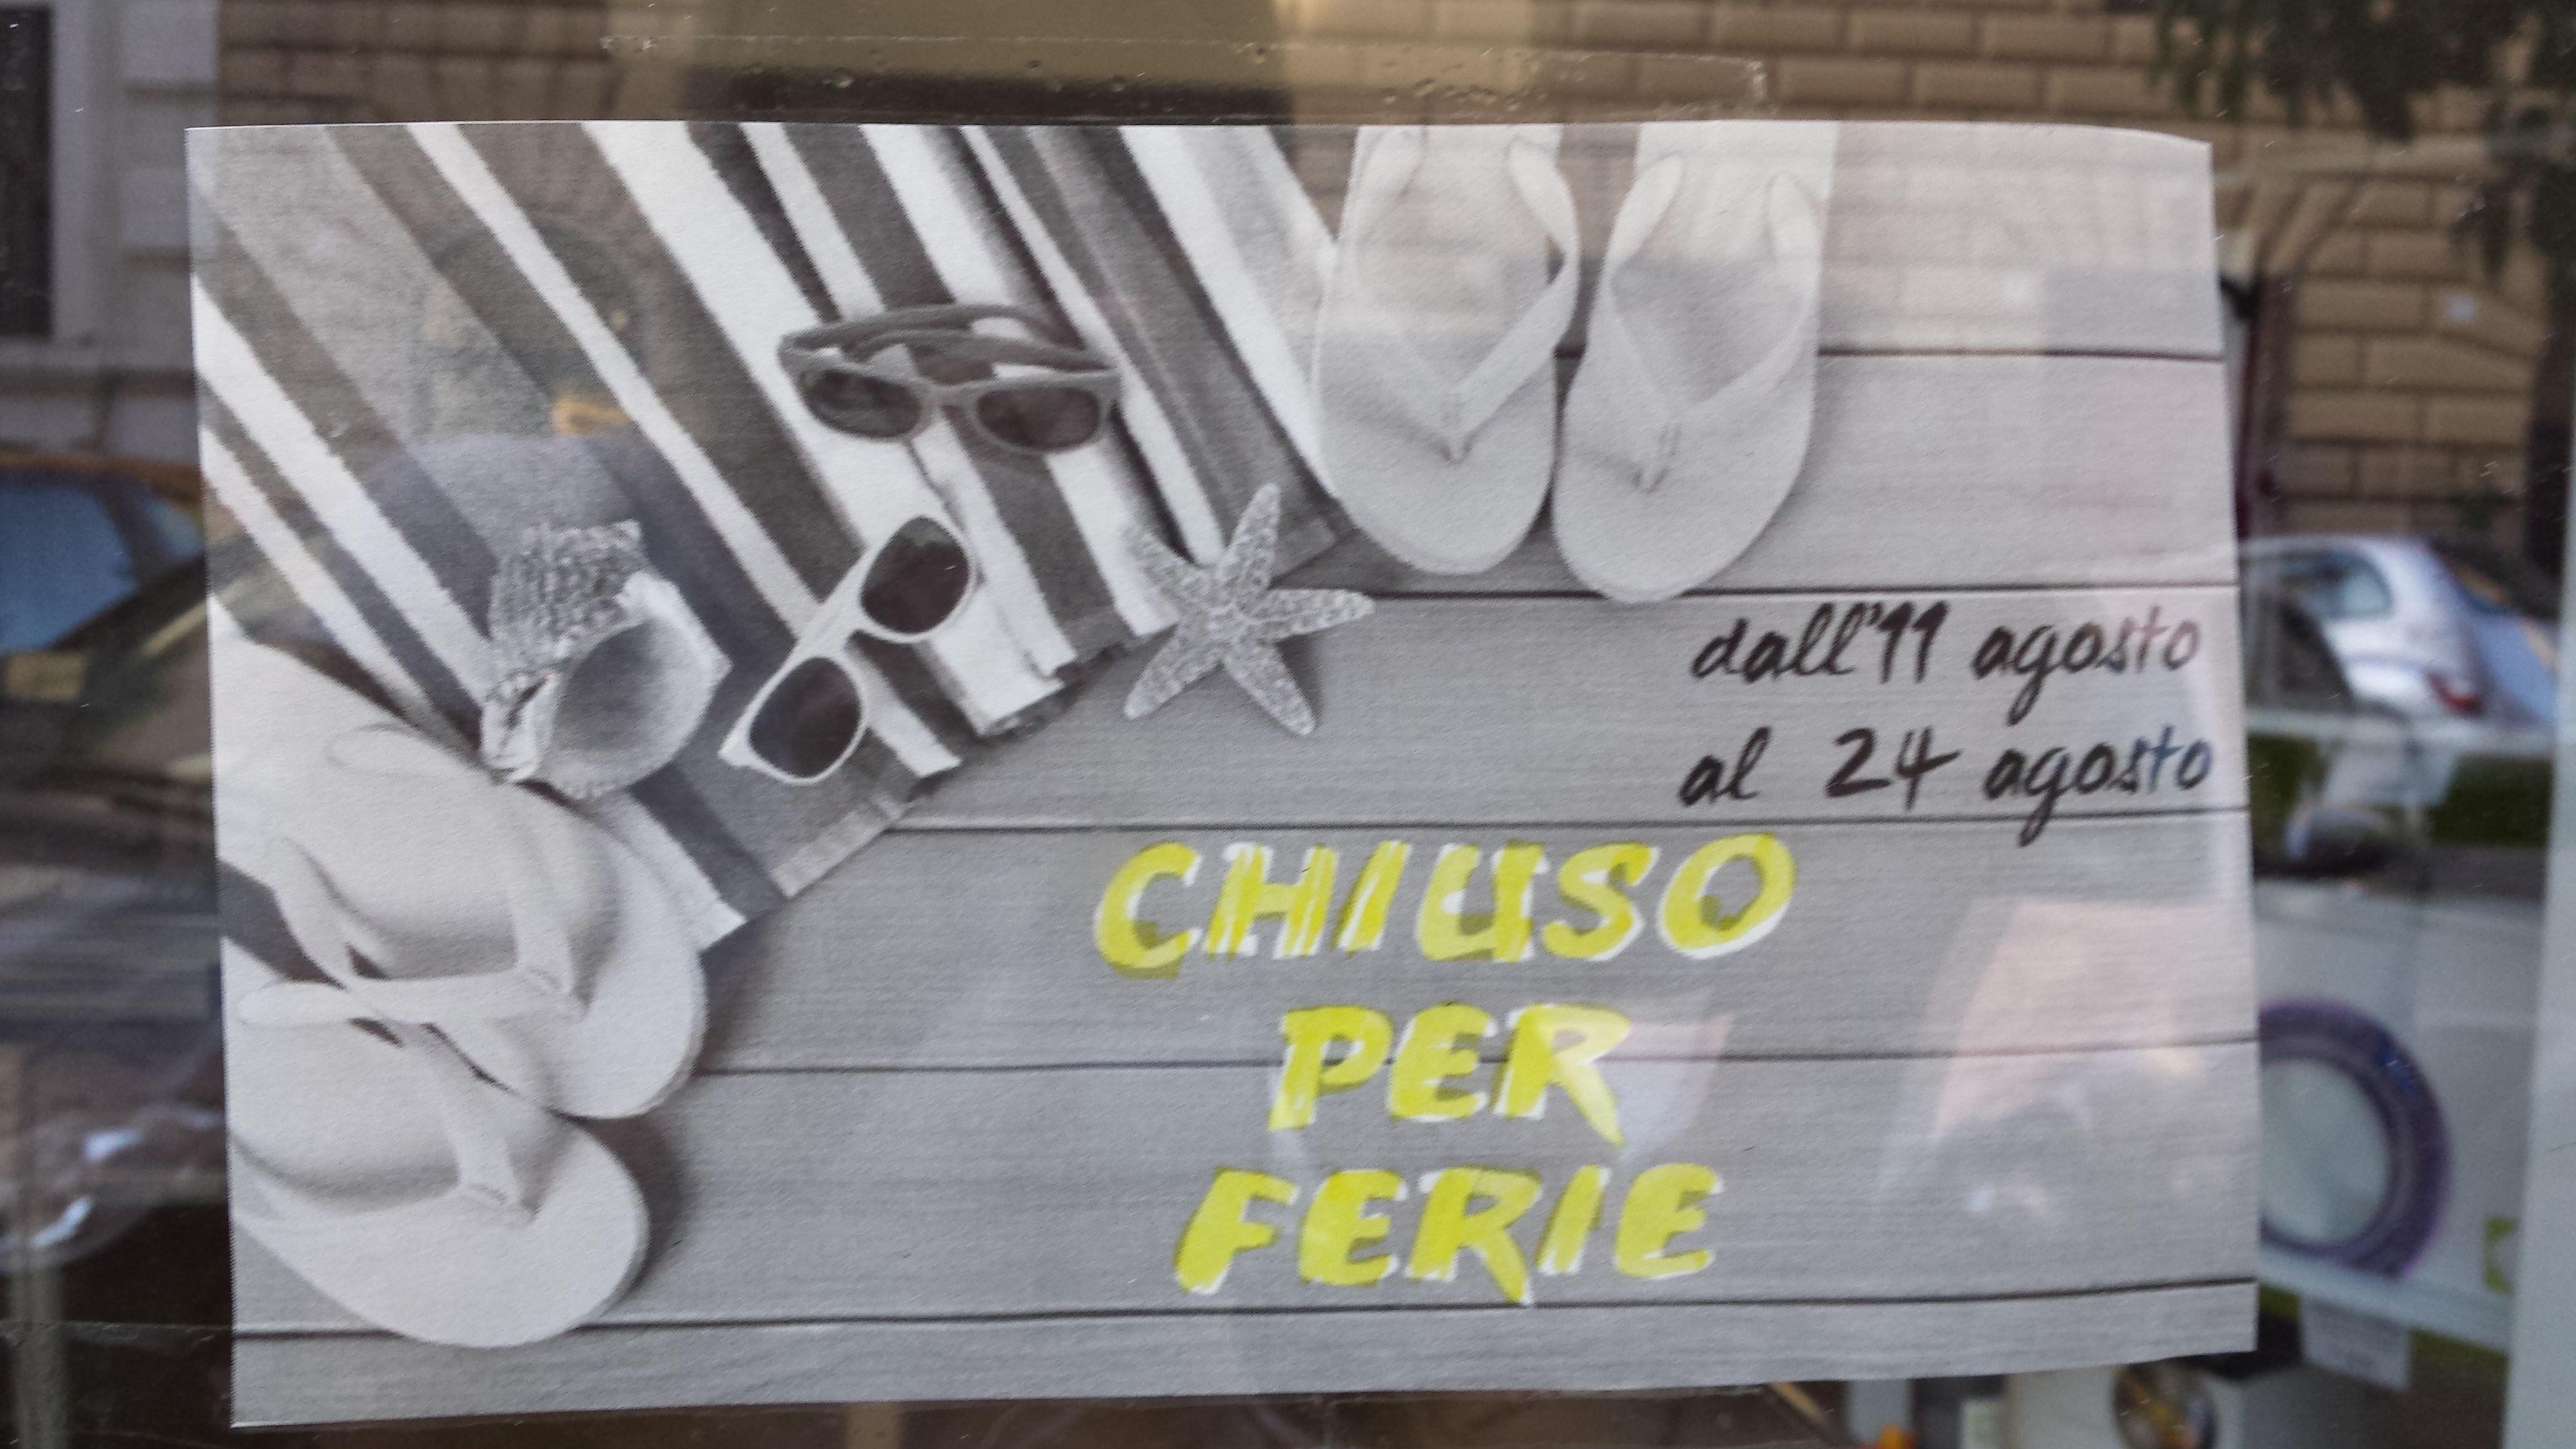 dall'11 agosto
al 24 agosto
CHIUSO
PER
FERIE